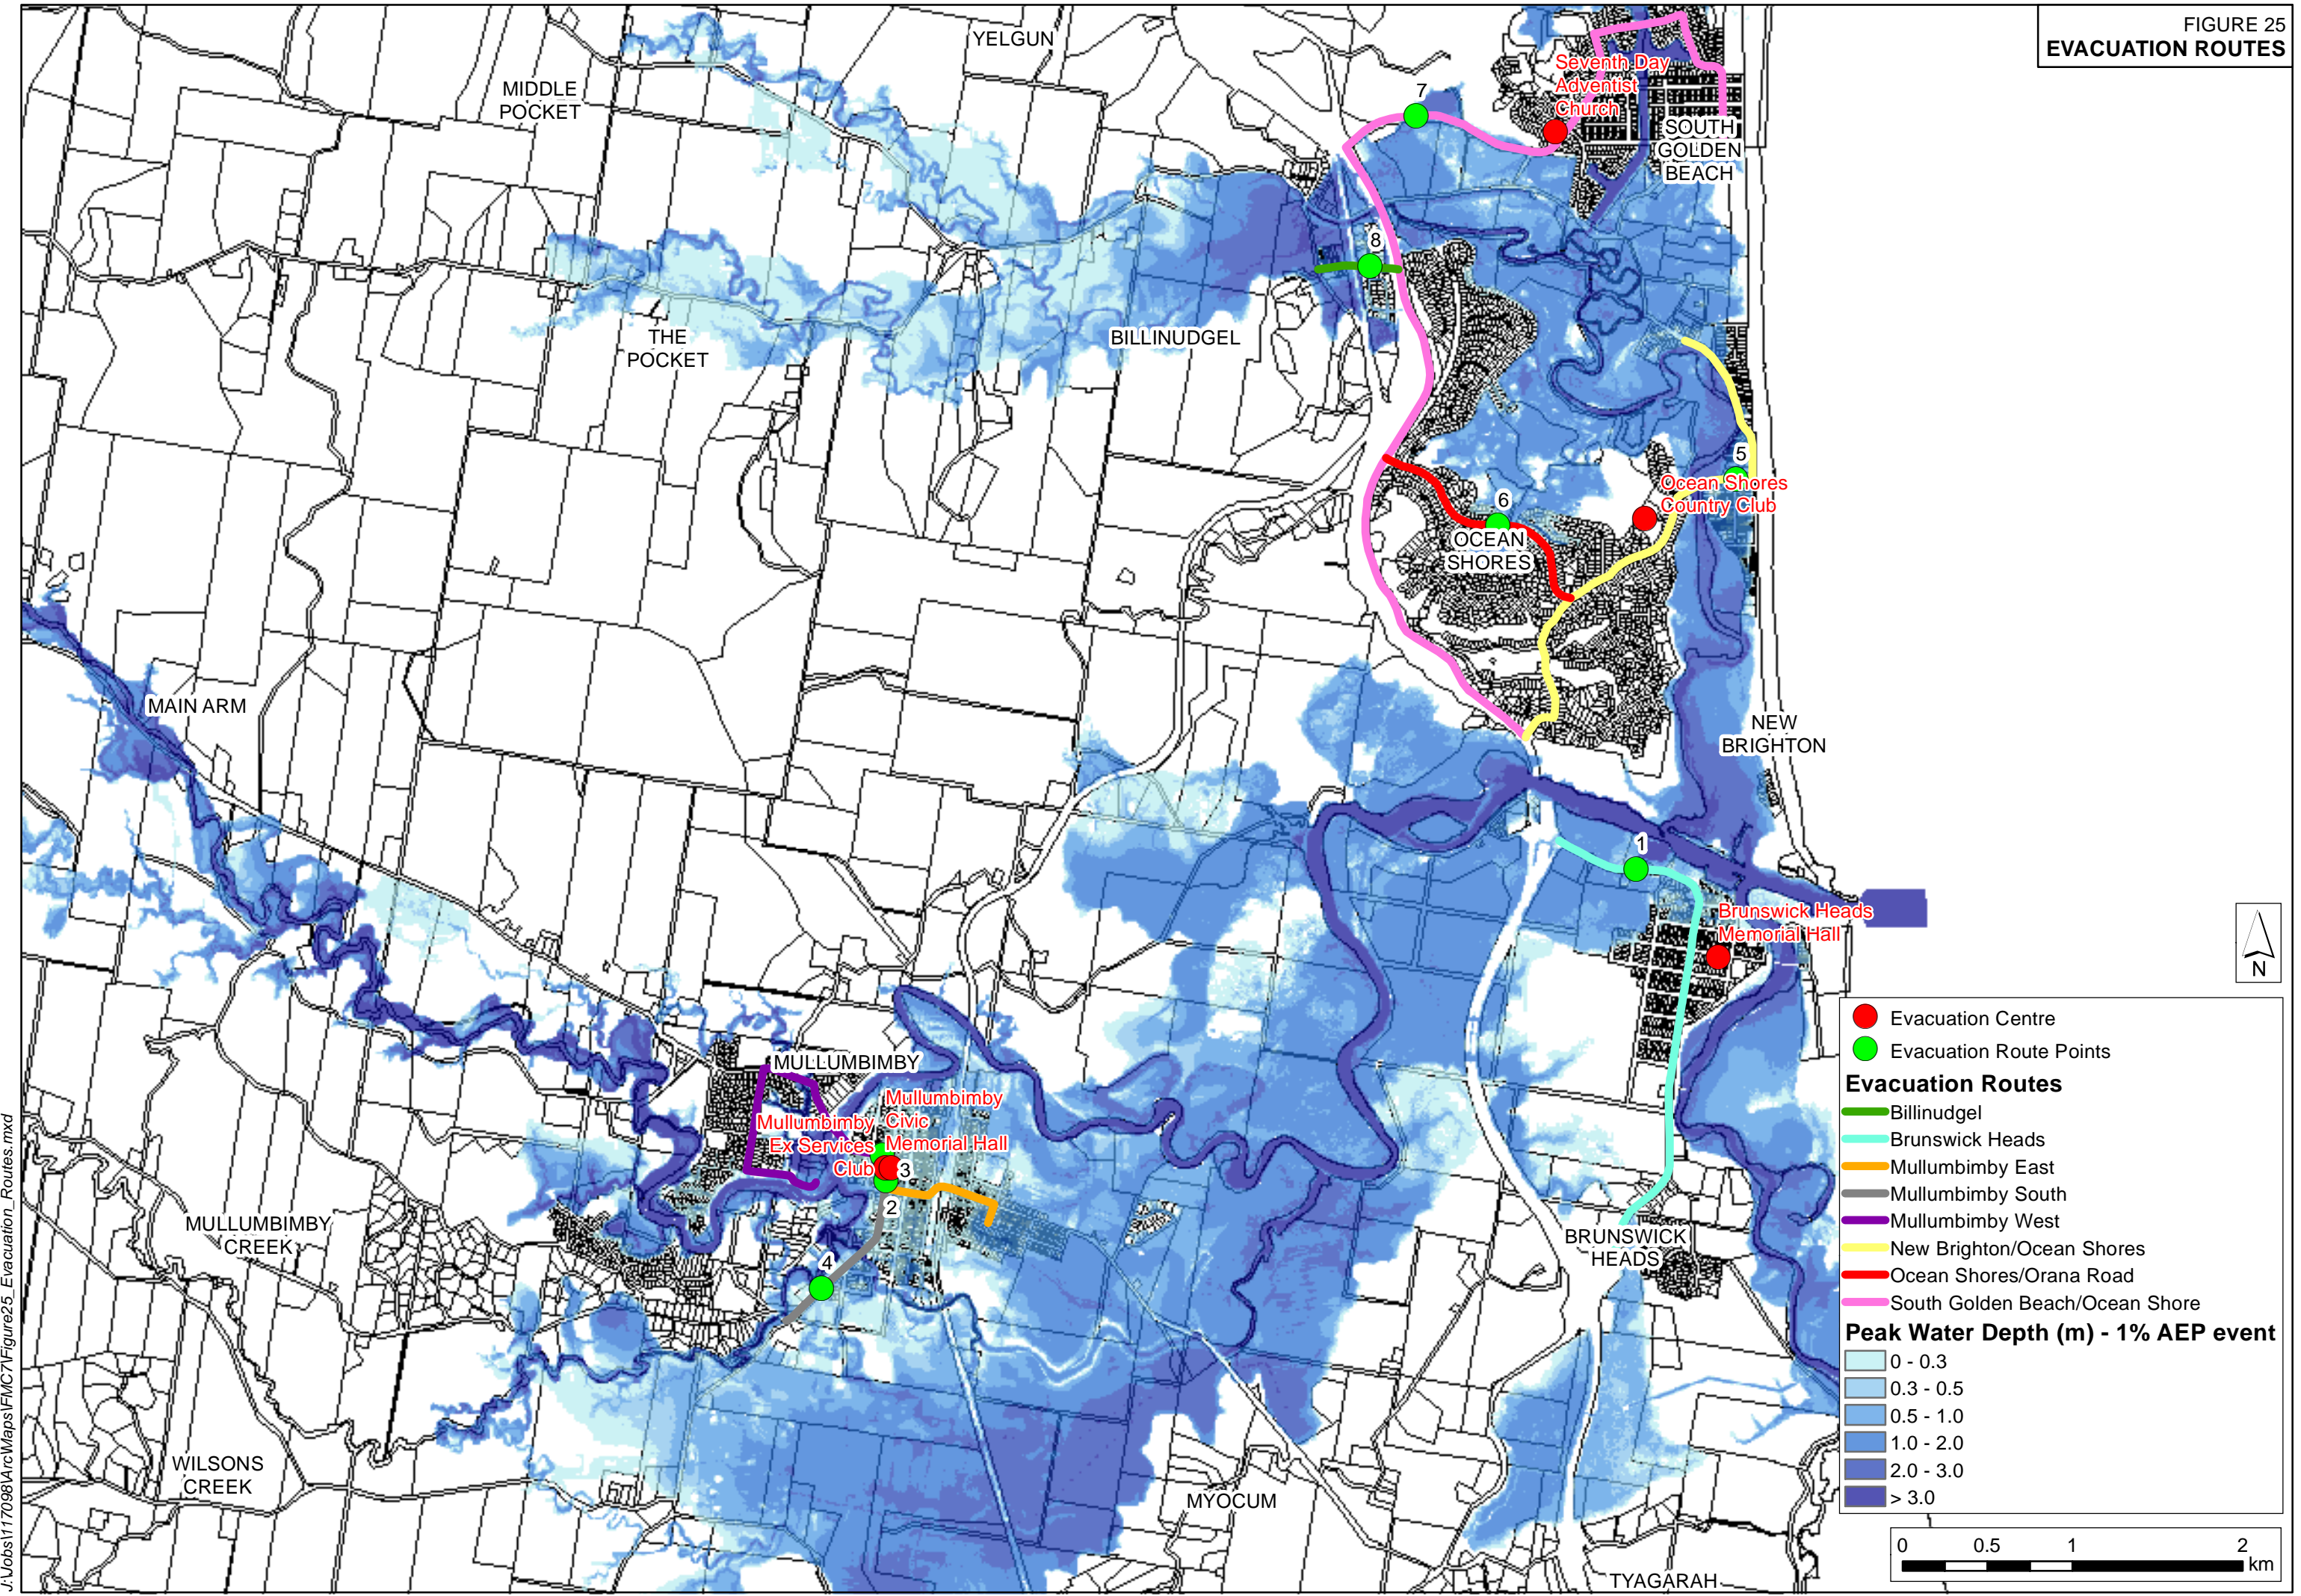 FIGURE 25
EVACUATION ROUTES
YELGUN
MIDDLE
POCKET
7
Seventh Day
Adventist
Church
SOUTH
GOLDEN
BEACH
8
THE
POCKET
BILLINUDGEL
5
Ocean Shores
Country Club
6
OCEAN
SHORES
MAIN ARM
NEW
BRIGHTON
1
Brunswick Heads
Memorial Hall
N
MULLUMBIMBY
Mullumbimby
Civic
Memorial Hall
Mullumbimby
Ex Services
Club
3
2
4
MULLUMBIMBY
CREEK
BRUNSWICK
HEADS
WILSONS
CREEK
MYOCUM
TYAGARAH
Evacuation Centre
Evacuation Route Points
Evacuation Routes
Billinudgel
Brunswick Heads
Mullumbimby East
Mullumbimby South
Mullumbimby West
New Brighton/Ocean Shores
Ocean Shores/Orana Road
South Golden Beach/Ocean Shore
Peak Water Depth (m) - 1% AEP event
0 - 0.3
0.3 - 0.5
0.5 - 1.0
1.0 - 2.0
2.0 - 3.0
> 3.0
0 0.5 1 2
km
J:\Jobs\117098\ArcMaps\FMC7\Figure25_Evacuation_Routes.mxd